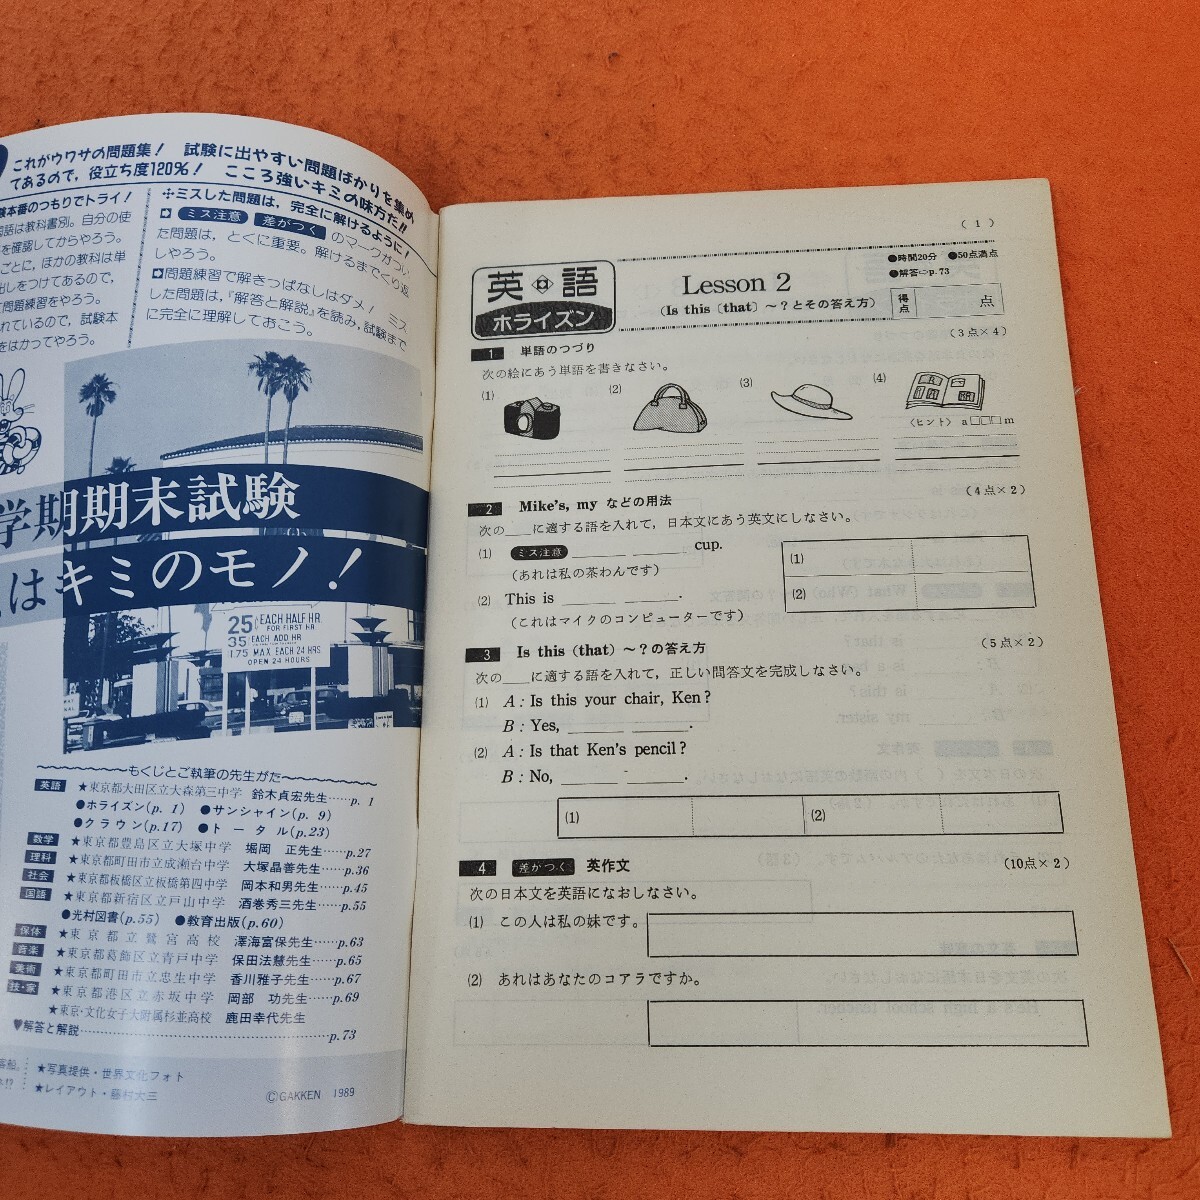 これがウワサの問題集！　試験に出やすい問題ばかりを集め
てあるので，役立ち度120％！　こころ強いキミの味方だ!!
験本番のつもりでトライ！
語は教科書別。自分の使
を確認してからやろう。
ごとに，ほかの教科は単
出しをつけてあるので，
て問題練習をやろう。
れているので，試験本
をはかってやろう。
✣ミスした問題は，完全に解けるように！
➡ ミス注意　差がつく のマークがつい
た問題は，とくに重要。解けるまでくり返
しやろう。
➡問題練習で解きっぱなしはダメ！　ミス
した問題は，『解答と解説』を読み，試験まで
に完全に理解しておこう。
学期期末試験
はキミのモノ！
25¢ EACH HALF HR.
FOR FIRST HR.
35 EACH ADD HR
1.75 MAX. EACH 24 HRS
OPEN 24 HOURS
もくじとご執筆の先生がた
英語 ★東京都大田区立大森第三中学 鈴木貞宏先生……p. 1
●ホライズン(p. 1) ●サンシャイン(p. 9)
●クラウン(p.17) ●トータル(p.23)
数学 ★東京都豊島区立大塚中学 堀岡　正先生……p.27
理科 ★東京都町田市立成瀬台中学 大塚晶善先生……p.36
社会 ★東京都板橋区立板橋第四中学 岡本和男先生……p.45
国語 ★東京都新宿区立戸山中学 酒巻秀三先生……p.55
●光村図書(p.55) ●教育出版(p.60)
保体 ★東京都立鷺宮高校 澤海富保先生……p.63
音楽 ★東京都葛飾区立青戸中学 保田法慧先生……p.65
美術 ★東京都町田市立忠生中学 香川雅子先生……p.67
技・家 ★東京都港区立赤坂中学 岡部　功先生……p.69
★東京・文化女子大附属杉並高校 鹿田幸代先生
▼解答と解説……p.73
★写真提供・世界文化フォト
★レイアウト・藤村大三
©GAKKEN 1989
( 1 )
英語
ホライズン
Lesson 2
(Is this〔that〕～？とその答え方)
●時間20分 ●50点満点
●解答⇨p.73
得点 点
1 単語のつづり (3点×4)
次の絵にあう単語を書きなさい。
(1) (2) (3) (4)
〈ヒント〉 a□□□m
2 Mike's, my などの用法 (4点×2)
次の＿＿に適する語を入れて，日本文にあう英文にしなさい。
(1) ミス注意 ______ ______ cup.
(あれは私の茶わんです)
(2) This is ______ ______.
(これはマイクのコンピューターです)
(1)
(2)
3 Is this (that) ～？の答え方 (5点×2)
次の＿＿に適する語を入れて，正しい問答文を完成しなさい。
(1) A : Is this your chair, Ken?
B : Yes, ______ ______.
(2) A : Is that Ken's pencil?
B : No, ______ ______.
(1) (2)
4 差がつく 英作文 (10点×2)
次の日本文を英語になおしなさい。
(1) この人は私の妹です。
(2) あれはあなたのコアラですか。